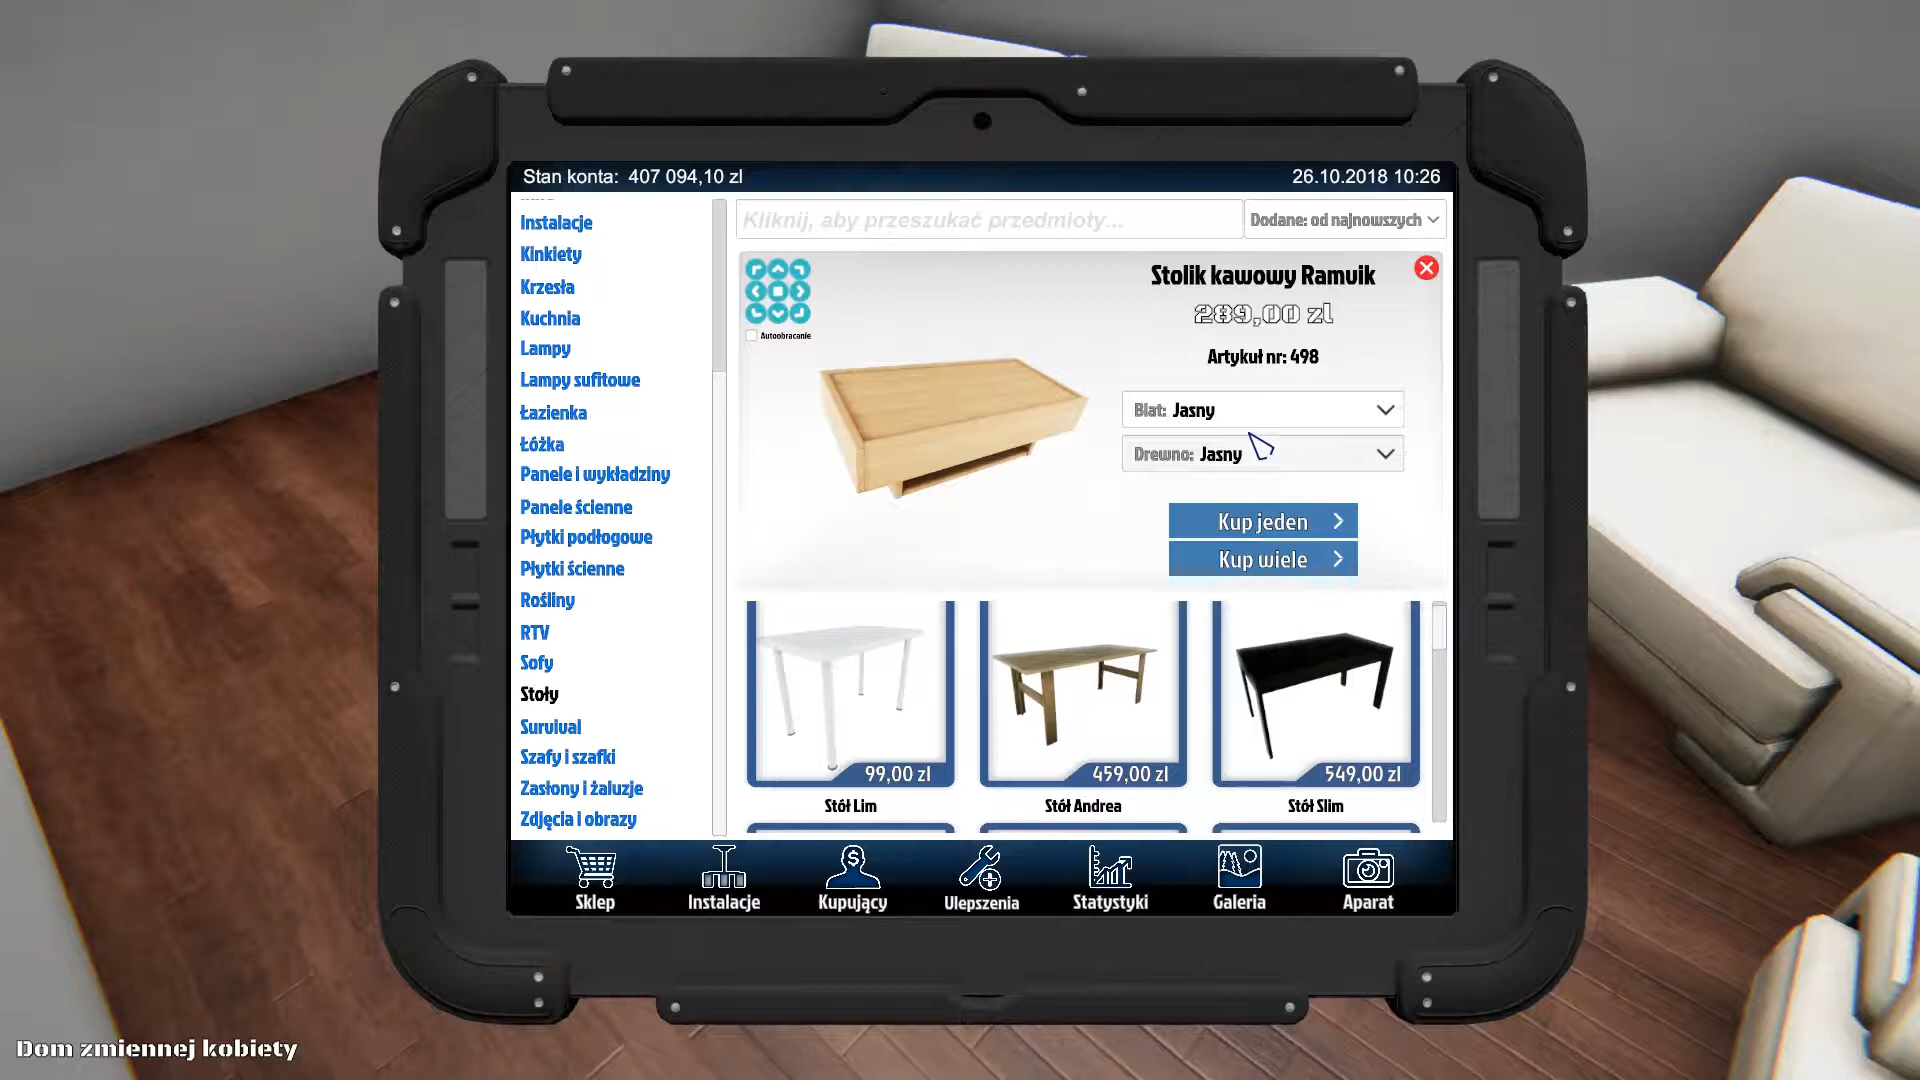 Stan konta: 407 094,10 zl
26.10.2018 10:26
Instalacje
Kinkiety
Krzesła
Kuchnia
Lampy
Lampy sufitowe
Łazienka
Łóżka
Panele i wykładziny
Panele ścienne
Płytki podłogowe
Płytki ścienne
Rośliny
RTV
Sofy
Stoły
Survival
Szafy i szafki
Zasłony i żaluzje
Zdjęcia i obrazy
Kliknij, aby przeszukać przedmioty...
Dodane: od najnowszych
Autoobracanie
Stolik kawowy Ramvik
289,00 zl
Artykuł nr: 498
Blat: Jasny
Drewno: Jasny
Kup jeden
Kup wiele
99,00 zl
459,00 zl
549,00 zl
Stół Lim
Stół Andrea
Stół Slim
Sklep
Instalacje
Kupujący
Ulepszenia
Statystyki
Galeria
Aparat
Dom zmiennej kobiety